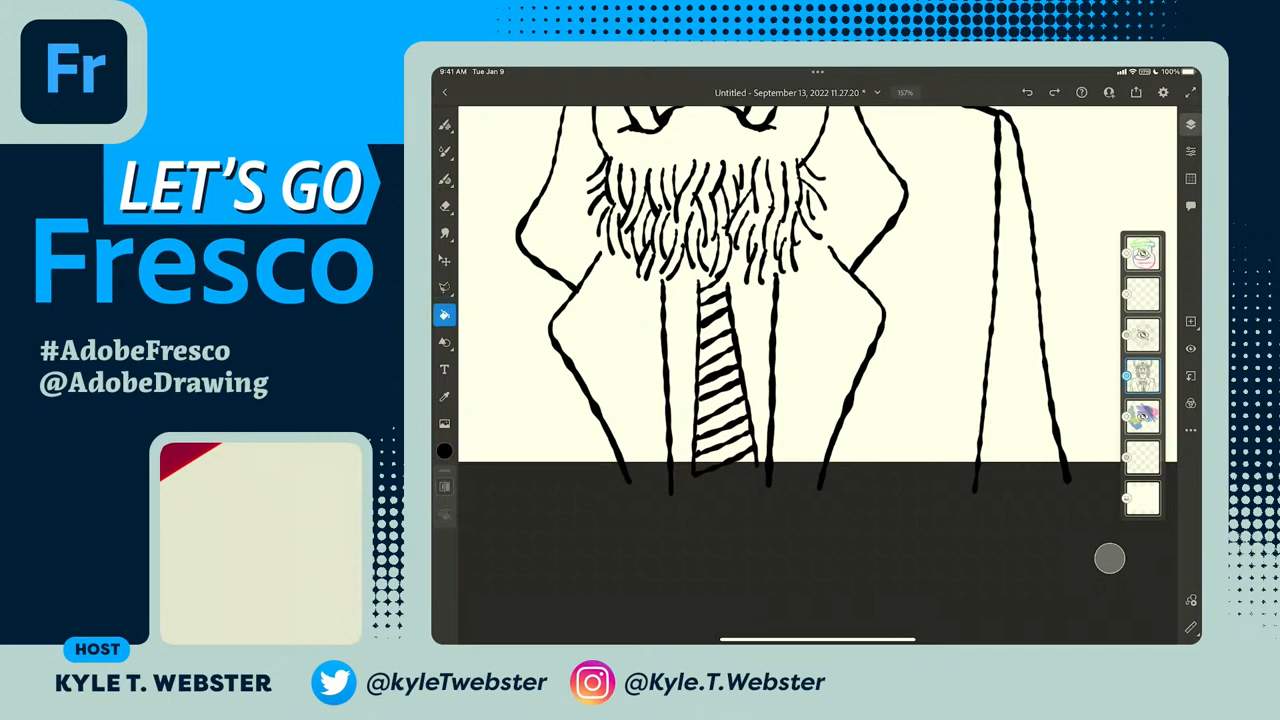 Fr
LET'S GO
Fresco
#AdobeFresco
@AdobeDrawing
9:41 AM Tue Jan 9
100%
Untitled - September 13, 2022 11.27.20 *
157%
T
HOST
KYLE T. WEBSTER
@kyleTwebster
@Kyle.T.Webster